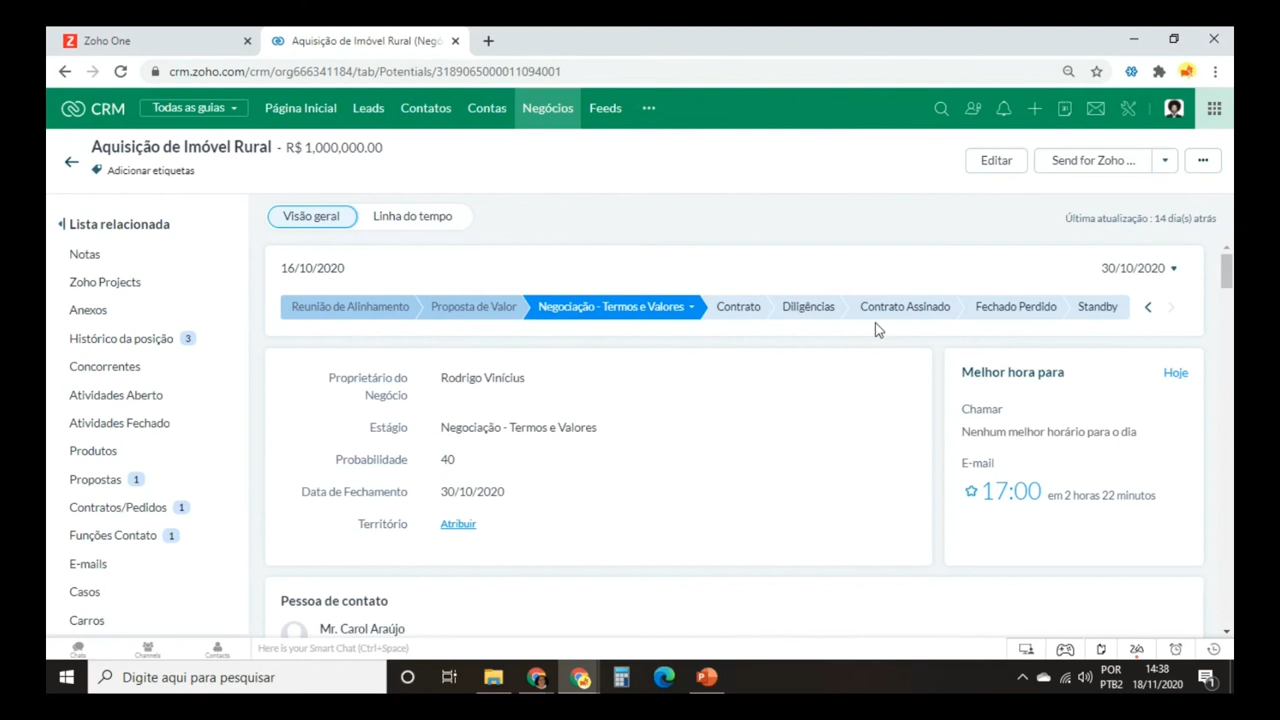 Zoho One
Aquisição de Imóvel Rural (Negó
crm.zoho.com/crm/org666341184/tab/Potentials/3189065000011094001
CRM Todas as guias Página Inicial Leads Contatos Contas Negócios Feeds
Aquisição de Imóvel Rural - R$ 1,000,000.00
Adicionar etiquetas
Editar Send for Zoho ...
Lista relacionada
Notas
Zoho Projects
Anexos
Histórico da posição 3
Concorrentes
Atividades Aberto
Atividades Fechado
Produtos
Propostas 1
Contratos/Pedidos 1
Funções Contato 1
E-mails
Casos
Carros
Visão geral Linha do tempo
Última atualização : 14 dia(s) atrás
16/10/2020 30/10/2020
Reunião de Alinhamento Proposta de Valor Negociação - Termos e Valores Contrato Diligências Contrato Assinado Fechado Perdido Standby
Proprietário do Negócio Rodrigo Vinícius
Estágio Negociação - Termos e Valores
Probabilidade 40
Data de Fechamento 30/10/2020
Território Atribuir
Melhor hora para Hoje
Chamar
Nenhum melhor horário para o dia
E-mail
17:00 em 2 horas 22 minutos
Pessoa de contato
Mr. Carol Araújo
Chats Channels Contacts Here is your Smart Chat (Ctrl+Space)
Digite aqui para pesquisar
POR
PTB2
14:38
18/11/2020
1